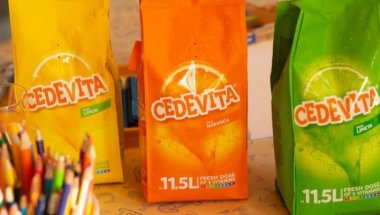 CEDEVITA
LIMUN
CEDEVITA
NARANČA
11.5L
FRESH DOSE
OF 9 VITAMINS
CEDEVITA
LIMETA
11.5L
FRESH DOSE
OF 9 VITAMINS